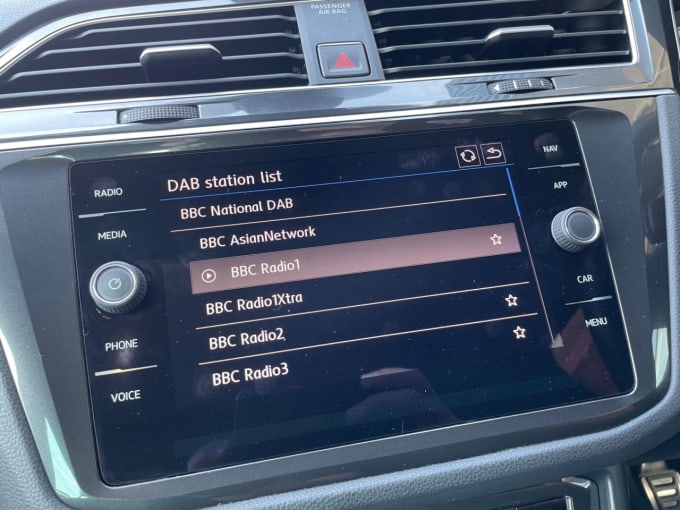 PASSENGER
AIR BAG
RADIO
MEDIA
PHONE
VOICE
DAB station list
BBC National DAB
BBC AsianNetwork
BBC Radio1
BBC Radio1Xtra
BBC Radio2
BBC Radio3
NAV
APP
CAR
MENU